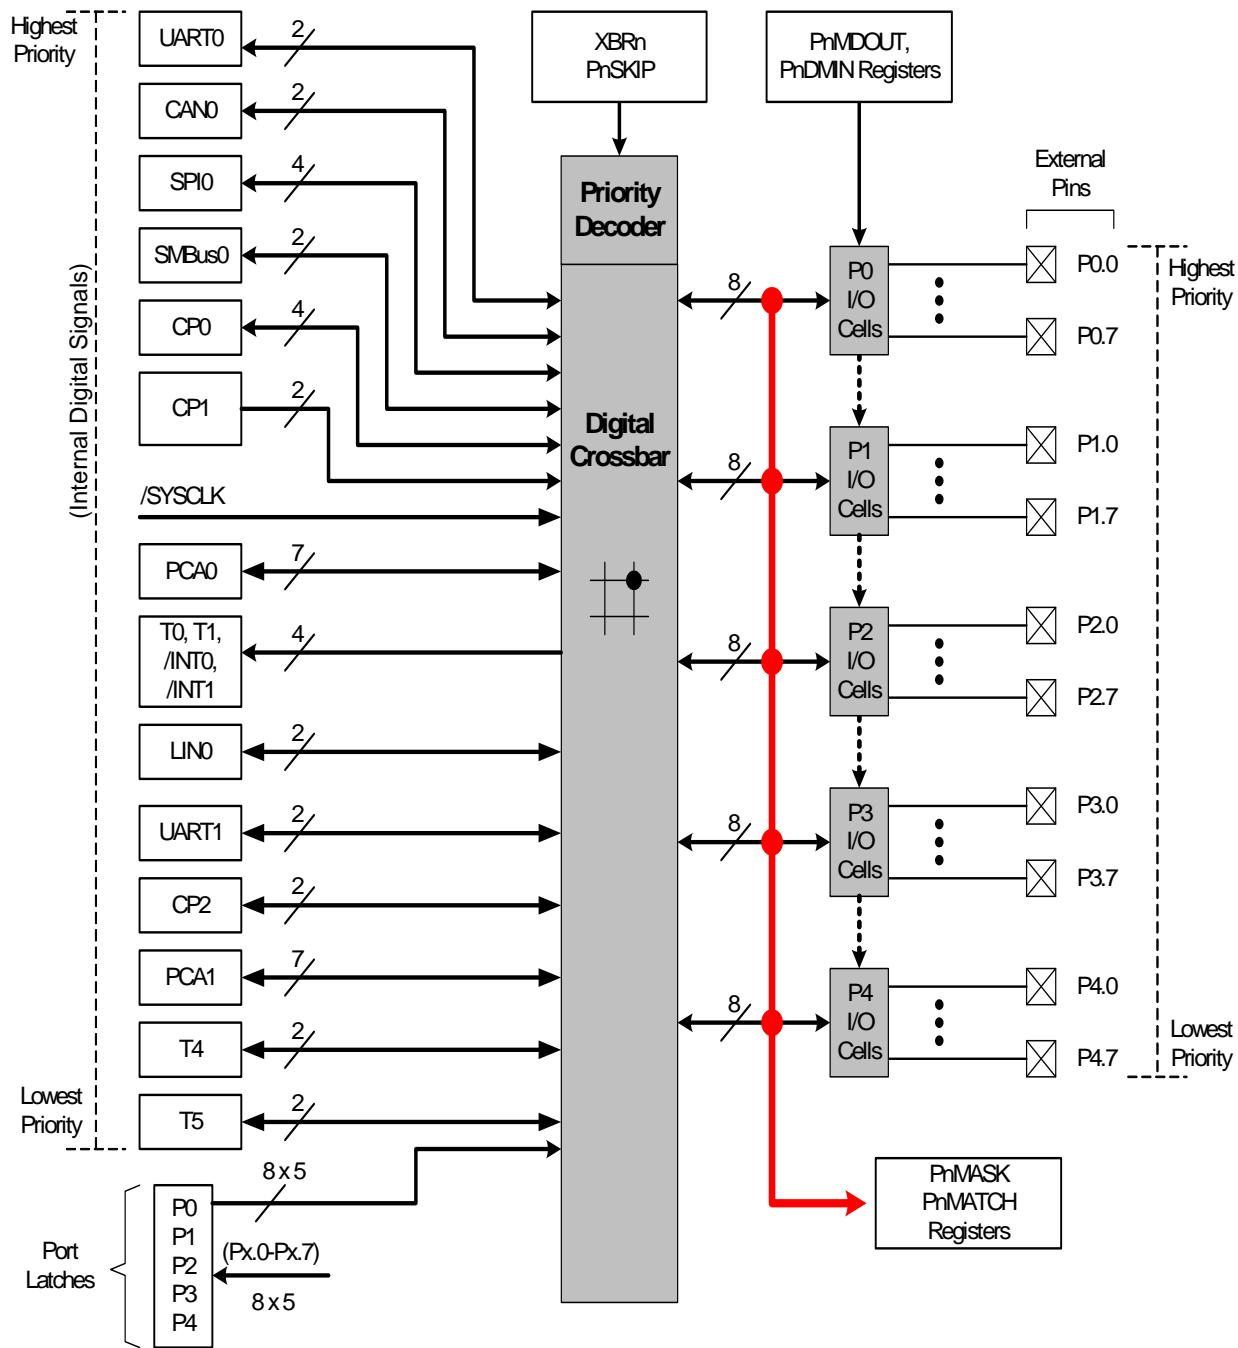 Highest
Priority
UART0
2
CAN0
2
SPI0
4
SMBus0
2
CP0
4
CP1
2
(Internal Digital Signals)
/SYSCLK
PCA0
7
T0, T1,
/INT0,
/INT1
4
LIN0
2
UART1
2
CP2
2
PCA1
7
T4
2
T5
2
Lowest
Priority
Port
Latches
P0
P1
P2
P3
P4
8 x 5
(Px.0-Px.7)
8 x 5
XBRn
PnSKIP
Priority
Decoder
Digital
Crossbar
PnMDOUT,
PnDMIN Registers
External
Pins
8
P0
I/O
Cells
P0.0
P0.7
8
P1
I/O
Cells
P1.0
P1.7
8
P2
I/O
Cells
P2.0
P2.7
8
P3
I/O
Cells
P3.0
P3.7
8
P4
I/O
Cells
P4.0
P4.7
Highest
Priority
Lowest
Priority
PnMASK
PnMATCH
Registers